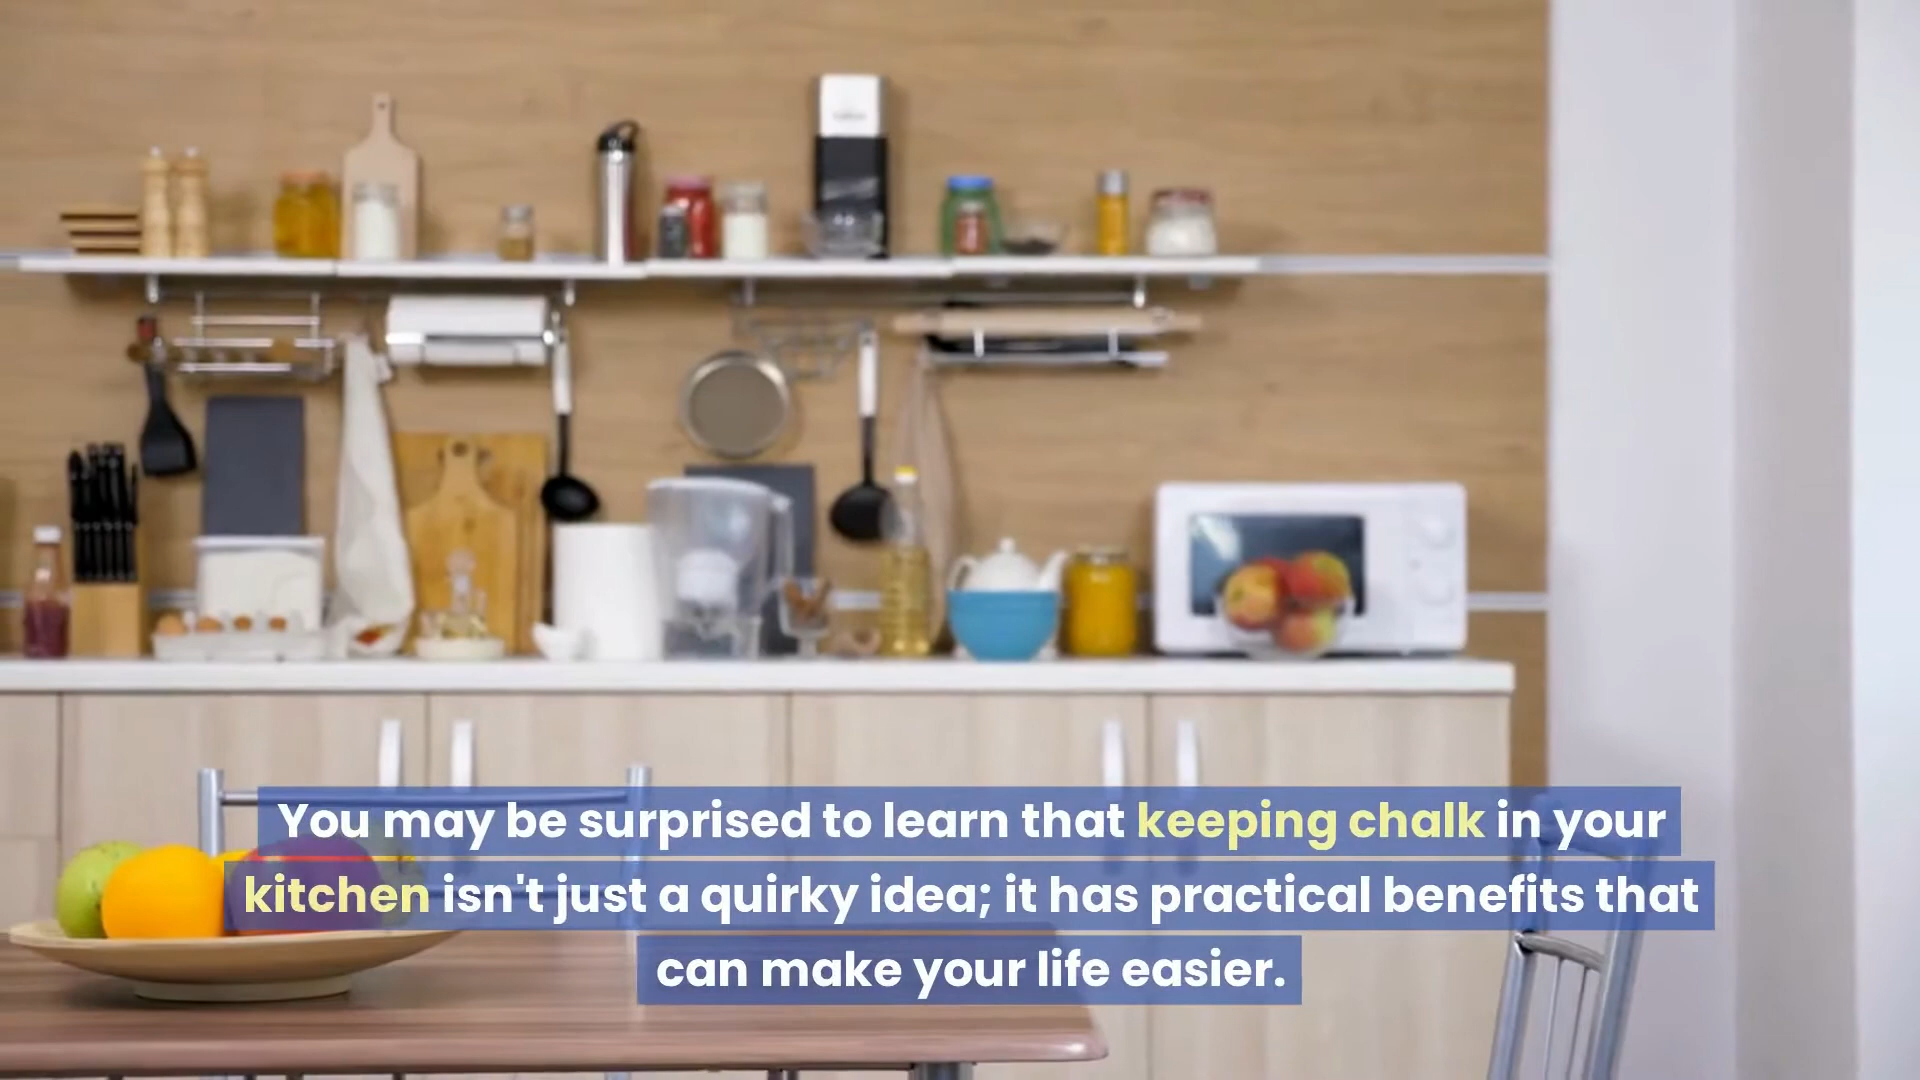 You may be surprised to learn that keeping chalk in your
kitchen isn't just a quirky idea; it has practical benefits that
can make your life easier.